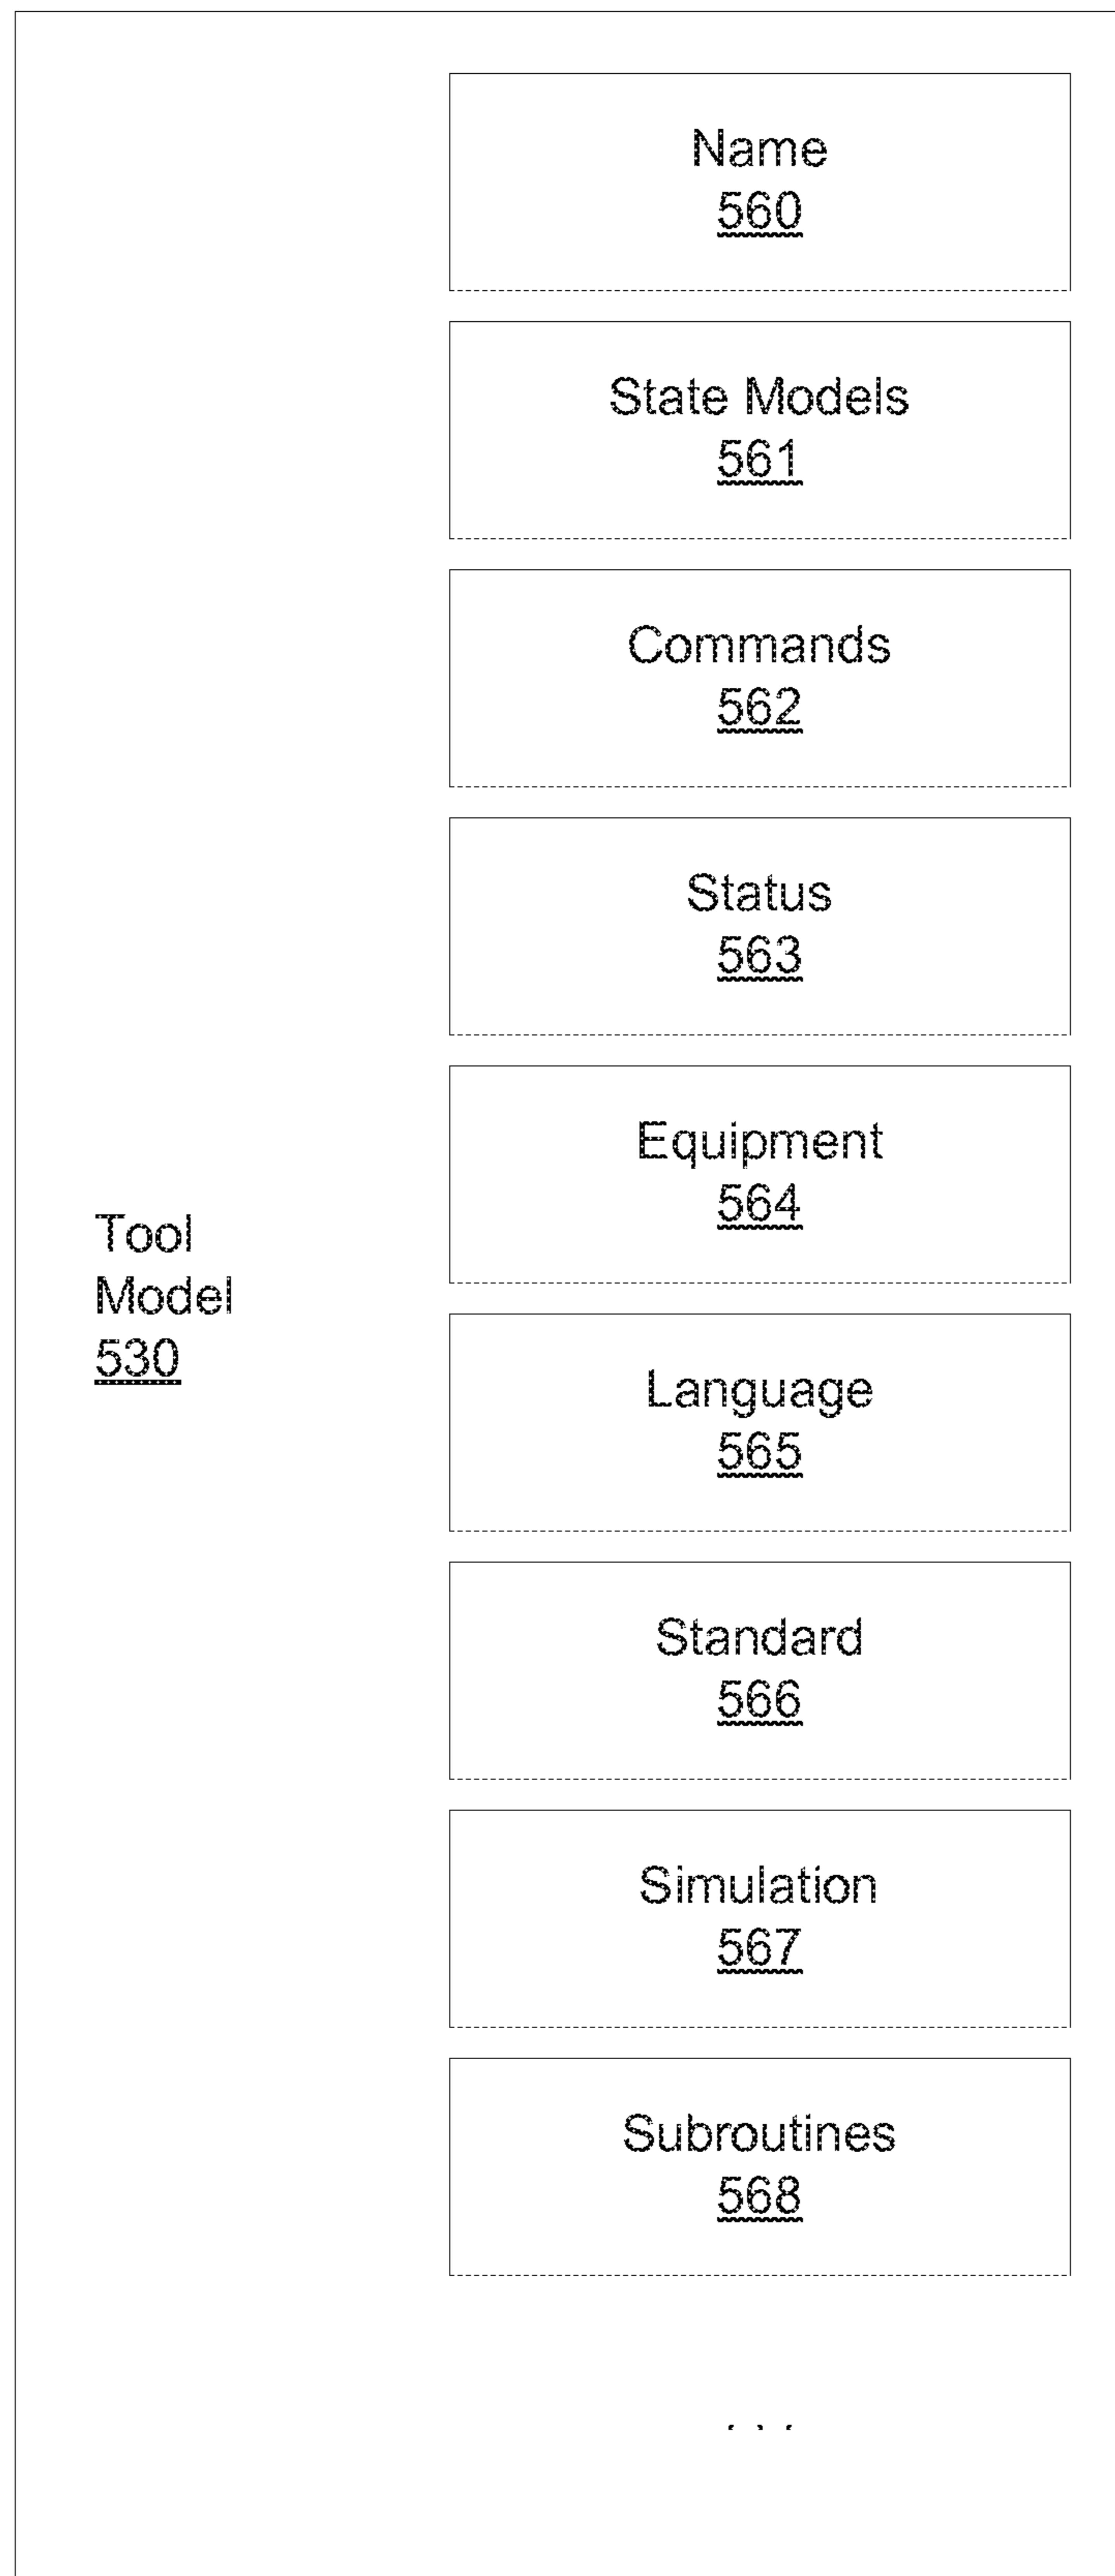 Name
560
State Models
561
Commands
562
Status
563
Equipment
564
Tool
Model
530
Language
565
Standard
566
Simulation
567
Subroutines
568
. . .